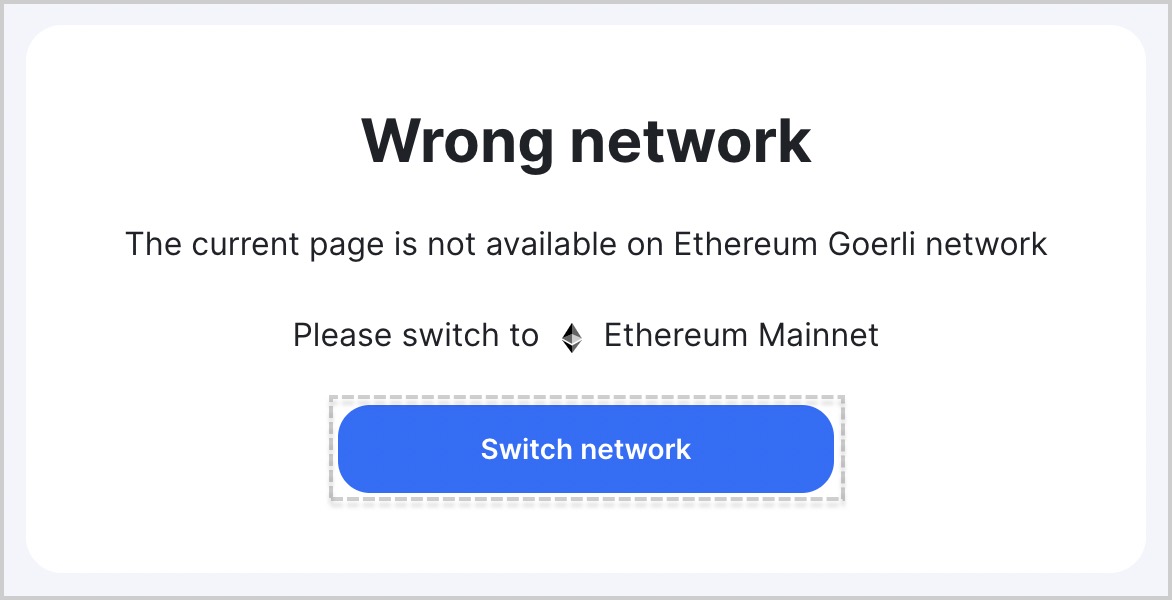 Wrong network
The current page is not available on Ethereum Goerli network
Please switch to Ethereum Mainnet
Switch network